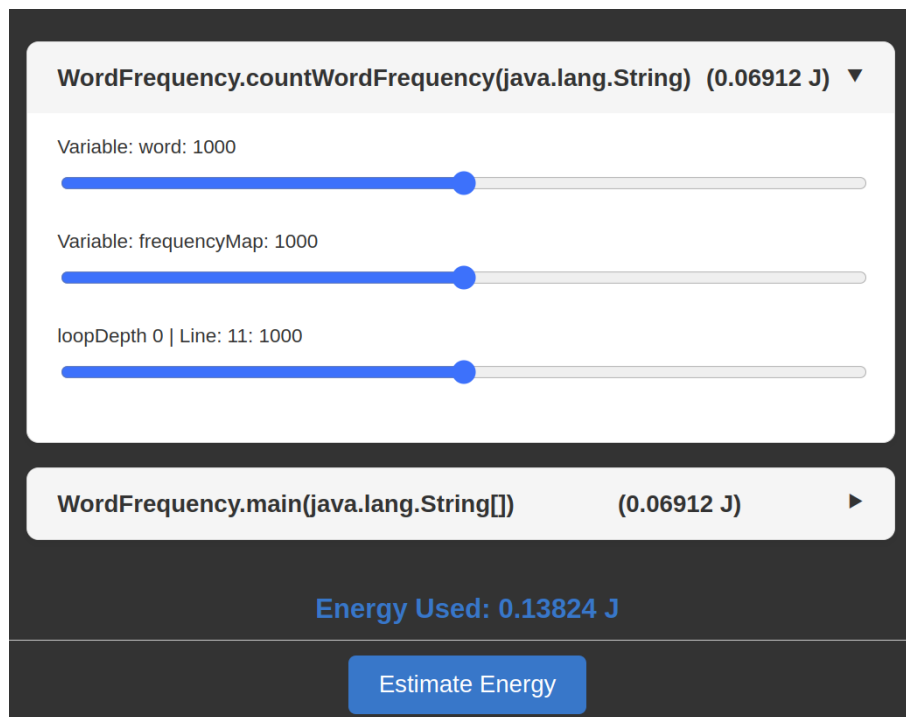 WordFrequency.countWordFrequency(java.lang.String) (0.06912 J) ▼
Variable: word: 1000
Variable: frequencyMap: 1000
loopDepth 0 | Line: 11: 1000
WordFrequency.main(java.lang.String[]) (0.06912 J) ▶
Energy Used: 0.13824 J
Estimate Energy